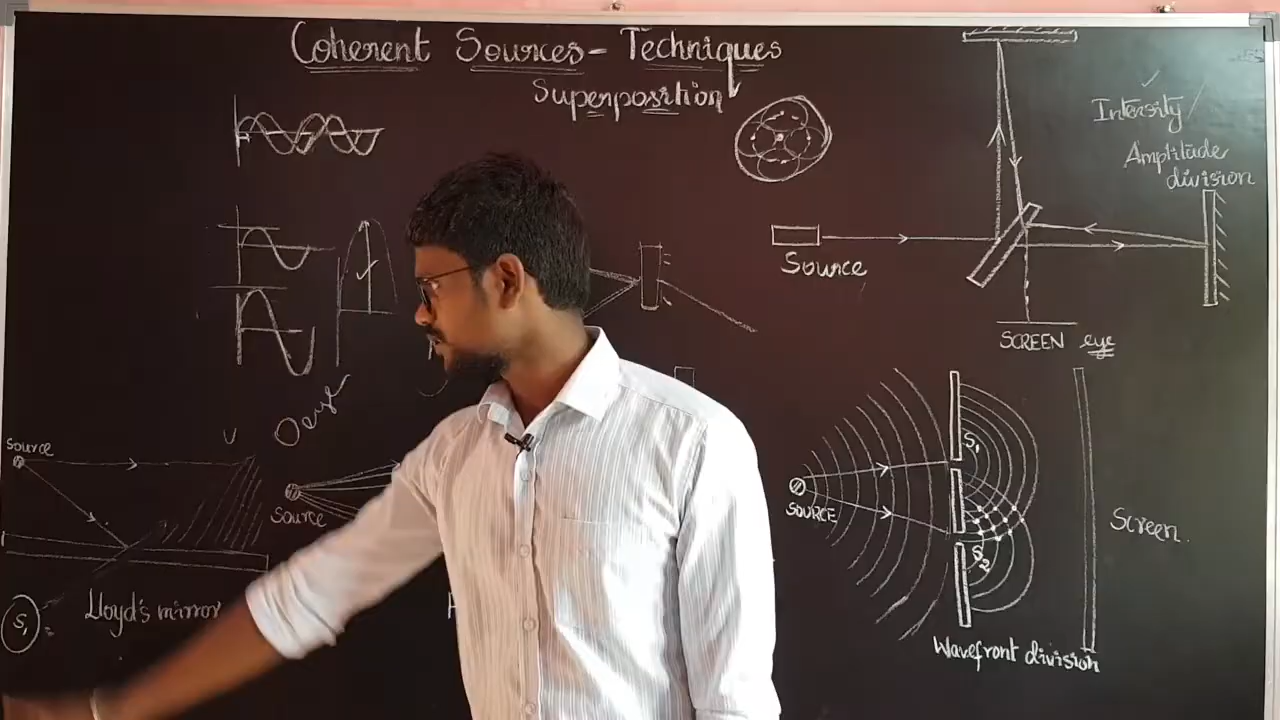 Coherent Sources - Techniques
Superposition
Intensity /
Amplitude
division
Source
SCREEN eye
Source
Source
S₁
S₂
SOURCE
Screen.
S₁
Lloyd's mirror
Wavefront division